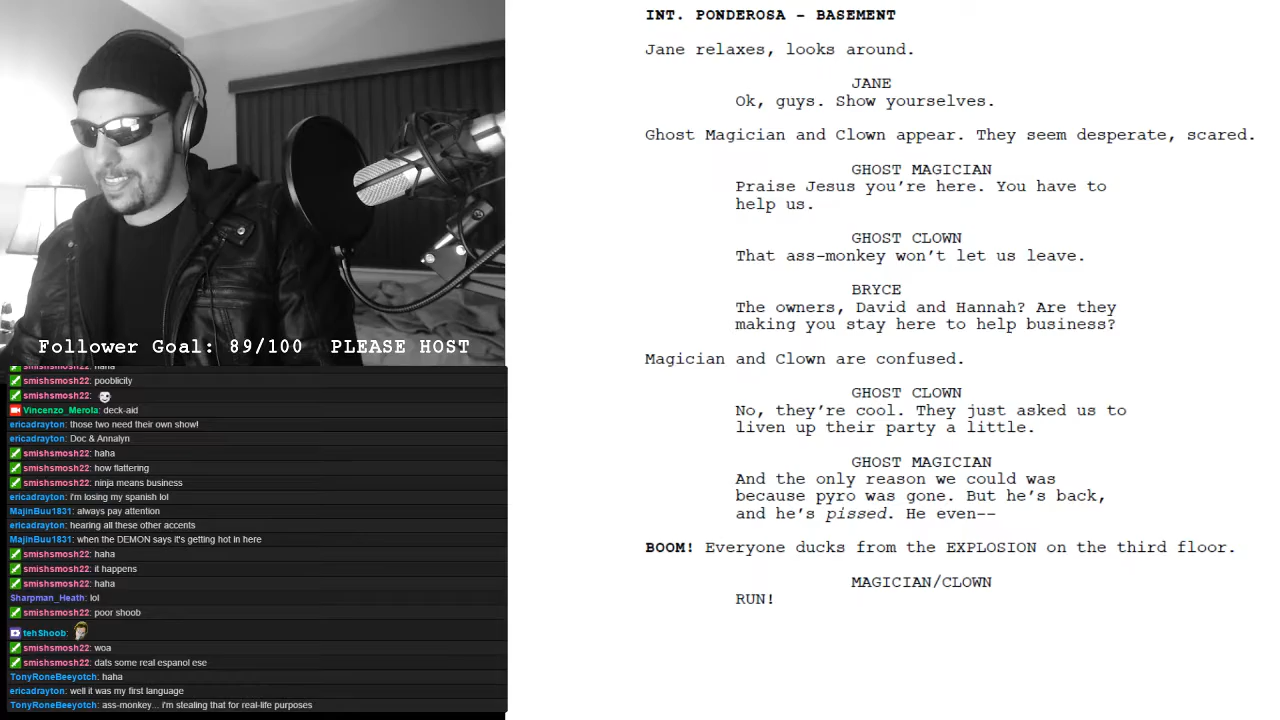 INT. PONDEROSA - BASEMENT
Jane relaxes, looks around.
JANE
Ok, guys. Show yourselves.
Ghost Magician and Clown appear. They seem desperate, scared.
GHOST MAGICIAN
Praise Jesus you're here. You have to
help us.
GHOST CLOWN
That ass-monkey won't let us leave.
BRYCE
The owners, David and Hannah? Are they
making you stay here to help business?
Magician and Clown are confused.
GHOST CLOWN
No, they're cool. They just asked us to
liven up their party a little.
GHOST MAGICIAN
And the only reason we could was
because pyro was gone. But he's back,
and he's pissed. He even--
BOOM! Everyone ducks from the EXPLOSION on the third floor.
MAGICIAN/CLOWN
RUN!
Follower Goal: 89/100 PLEASE HOST
smishsmosh22: haha
smishsmosh22: pooblicity
smishsmosh22:
Vincenzo_Merola: deck-aid
ericadrayton: those two need their own show!
ericadrayton: Doc & Annalyn
smishsmosh22: haha
smishsmosh22: how flattering
smishsmosh22: ninja means business
ericadrayton: i'm losing my spanish lol
MajinBuu1831: always pay attention
ericadrayton: hearing all these other accents
MajinBuu1831: when the DEMON says it's getting hot in here
smishsmosh22: haha
smishsmosh22: it happens
smishsmosh22: haha
Sharpman_Heath: lol
smishsmosh22: poor shoob
tehShoob:
smishsmosh22: woa
smishsmosh22: dats some real espanol ese
TonyRoneBeeyotch: haha
ericadrayton: well it was my first language
TonyRoneBeeyotch: ass-monkey... i'm stealing that for real-life purposes